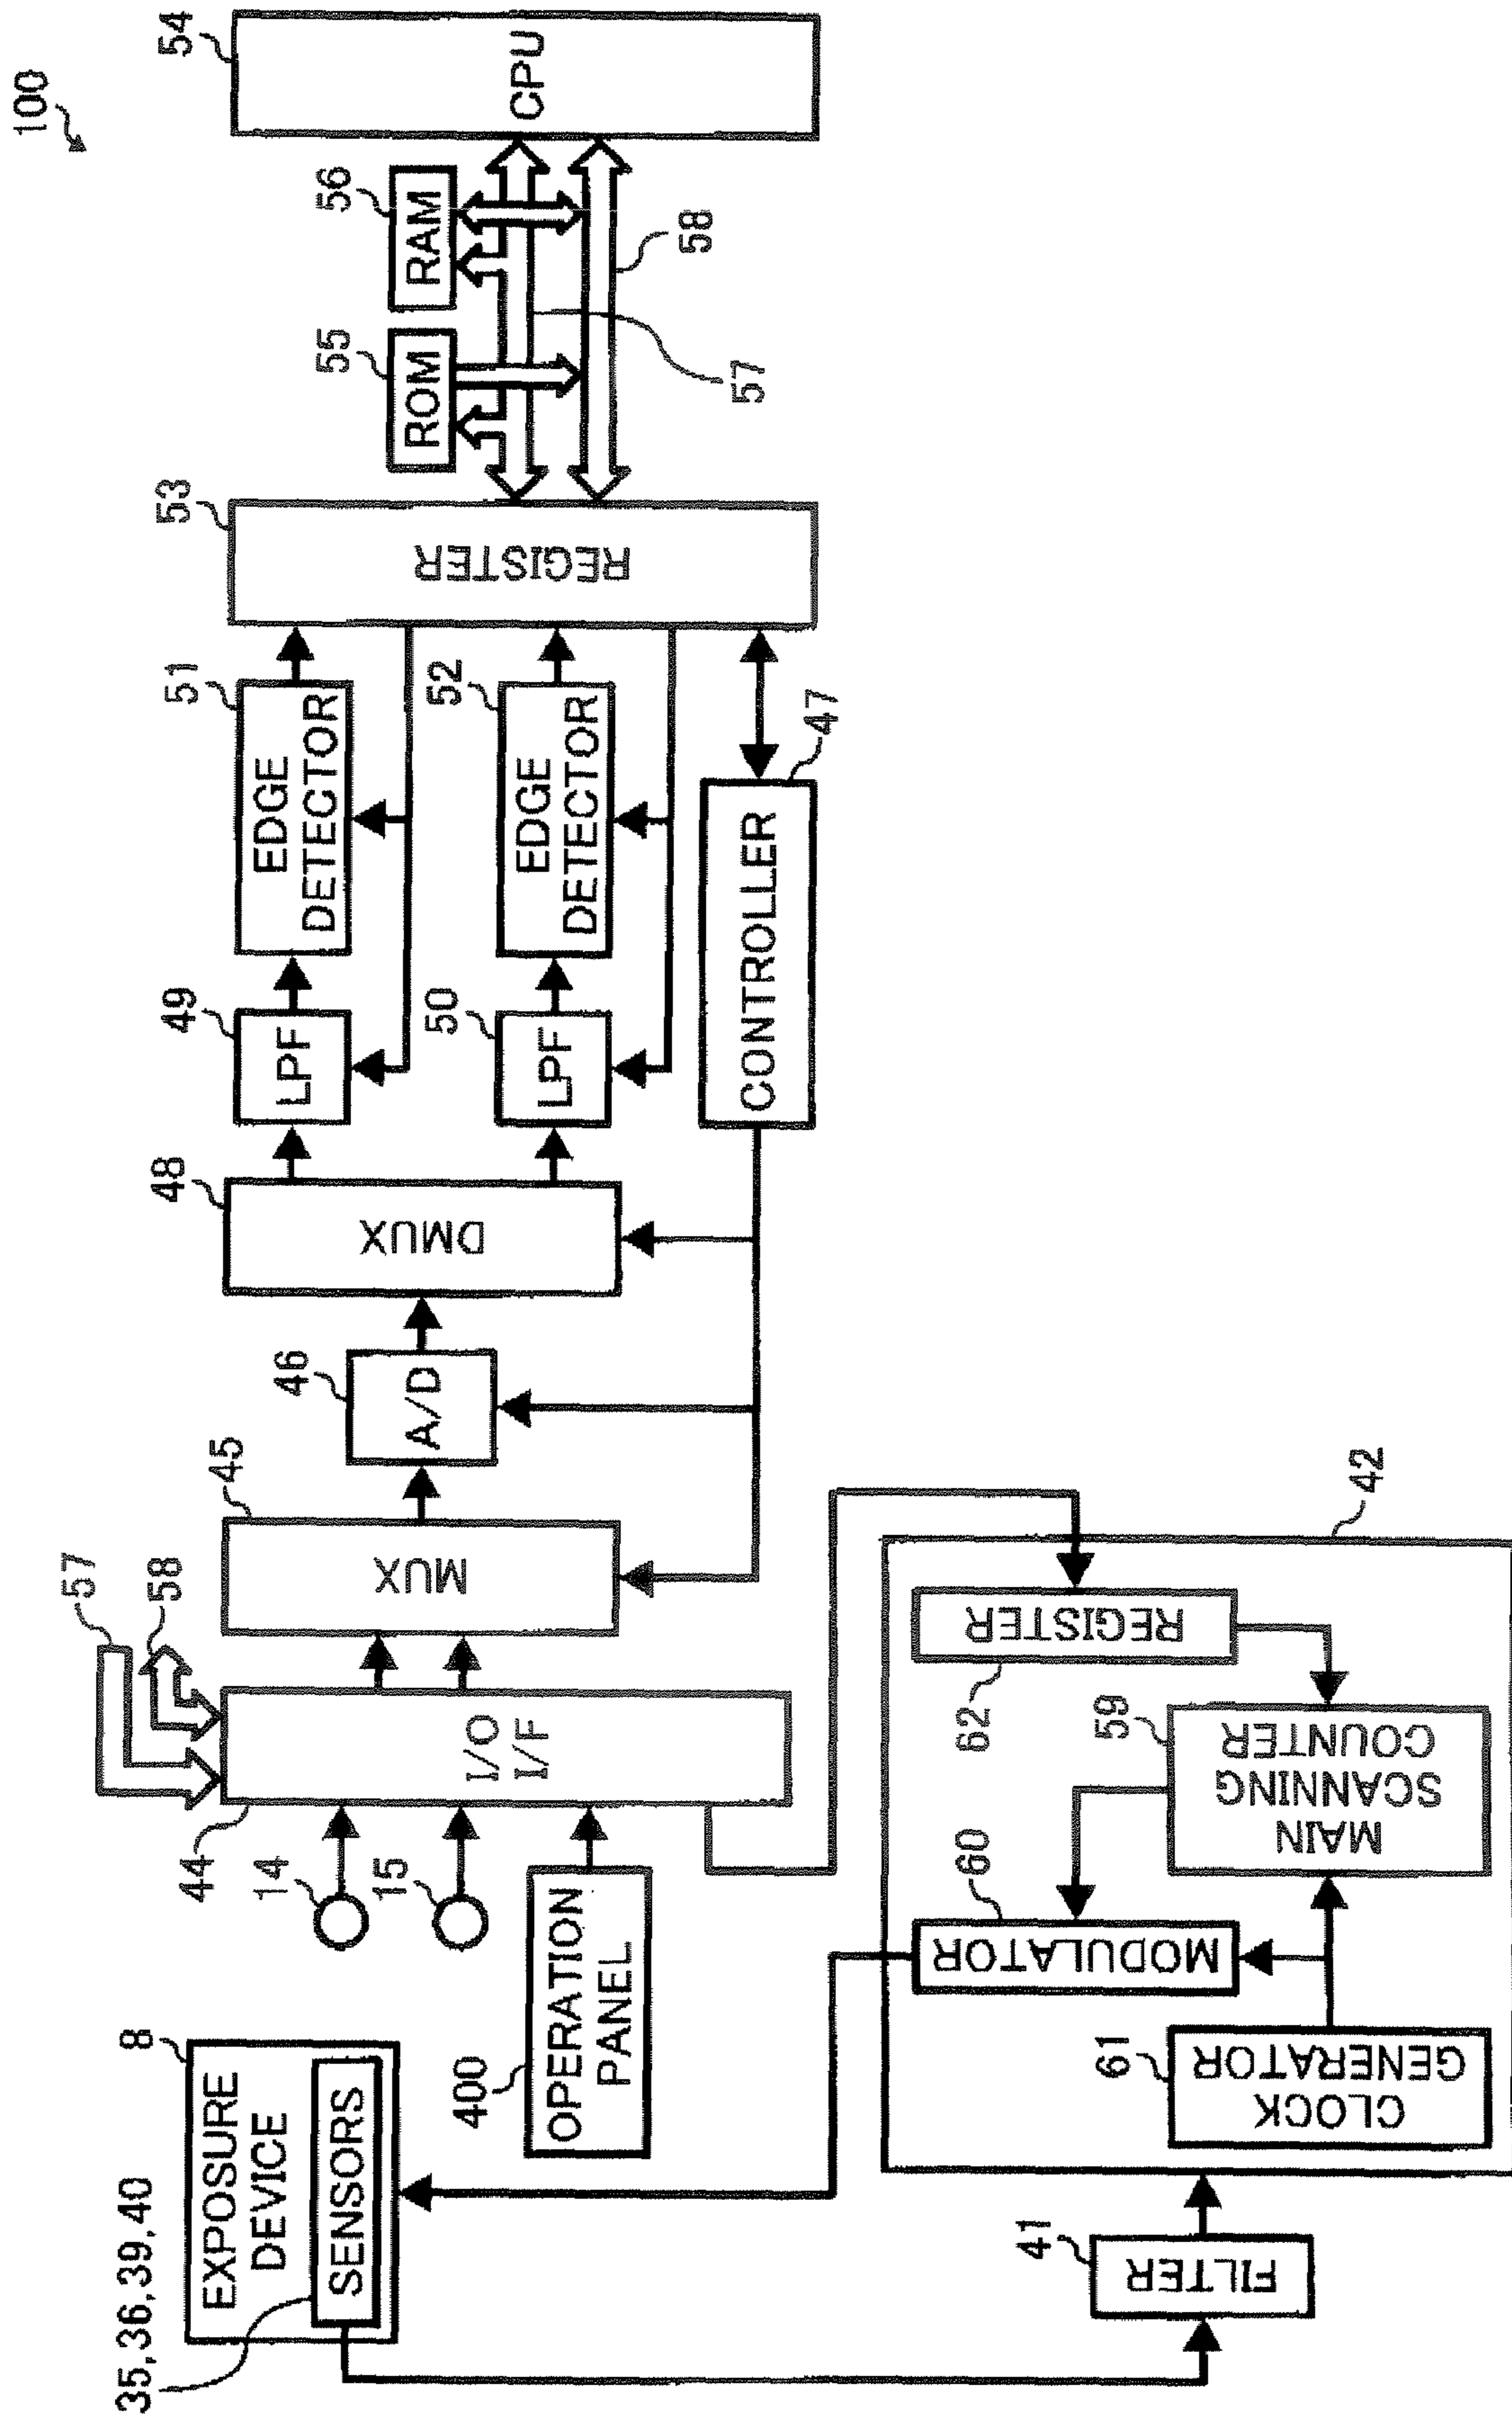 100
35,36,39,40
8
EXPOSURE
DEVICE
SENSORS
400
OPERATION
PANEL
14
15
44
I/O
I/F
57
58
45
MUX
46
A/D
48
DMUX
49
LPF
50
LPF
51
EDGE
DETECTOR
52
EDGE
DETECTOR
47
CONTROLLER
53
REGISTER
55
ROM
56
RAM
57
58
54
CPU
41
FILTER
42
61
CLOCK
GENERATOR
60
MODULATOR
59
MAIN
SCANNING
COUNTER
62
REGISTER